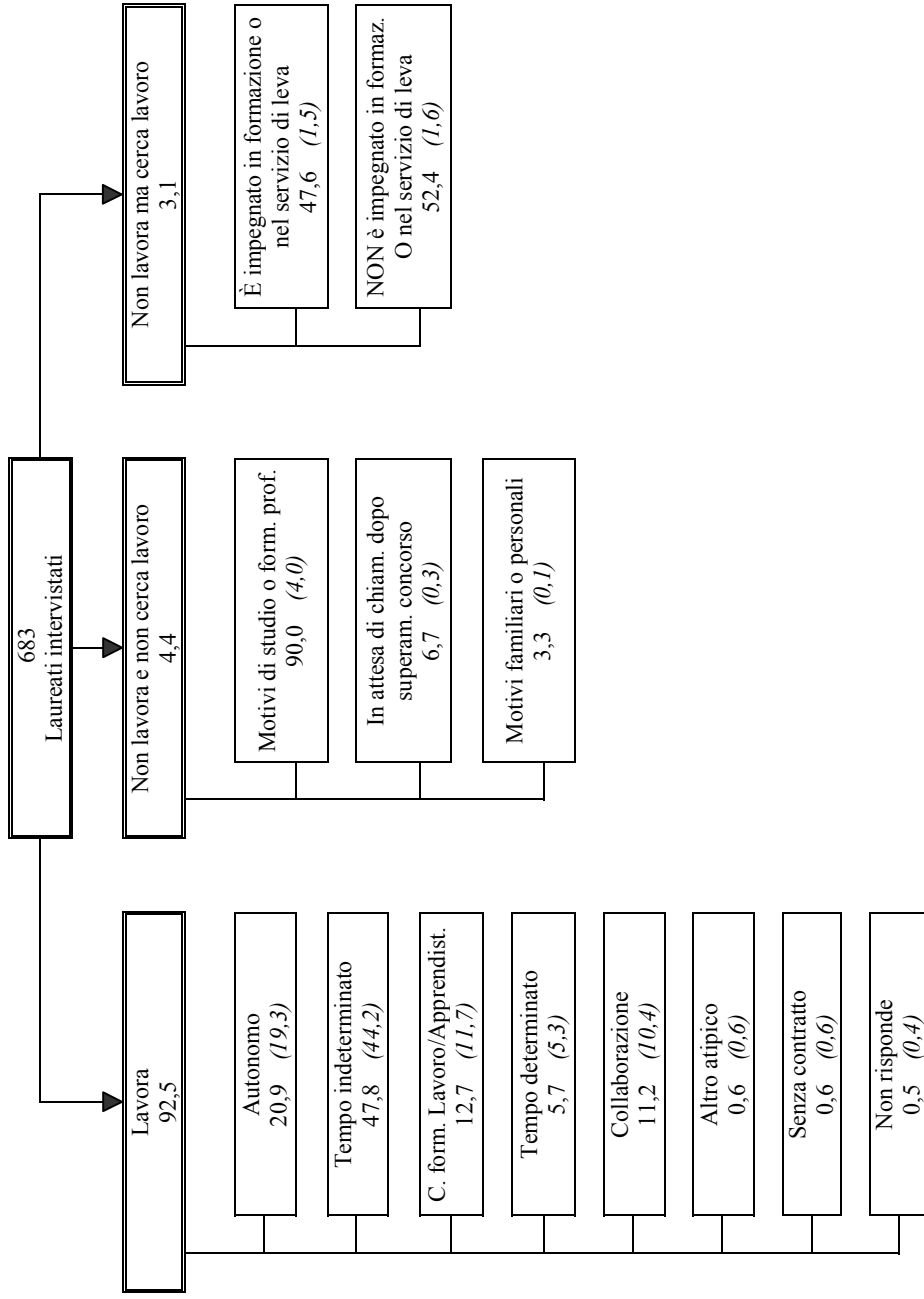 683
Laureati intervistati
Lavora
92,5
Autonomo
20,9 (19,3)
Tempo indeterminato
47,8 (44,2)
C. form. Lavoro/Apprendist.
12,7 (11,7)
Tempo determinato
5,7 (5,3)
Collaborazione
11,2 (10,4)
Altro atipico
0,6 (0,6)
Senza contratto
0,6 (0,6)
Non risponde
0,5 (0,4)
Non lavora e non cerca lavoro
4,4
Motivi di studio o form. prof.
90,0 (4,0)
In attesa di chiam. dopo
superam. concorso
6,7 (0,3)
Motivi familiari o personali
3,3 (0,1)
Non lavora ma cerca lavoro
3,1
È impegnato in formazione o
nel servizio di leva
47,6 (1,5)
NON è impegnato in formaz.
O nel servizio di leva
52,4 (1,6)